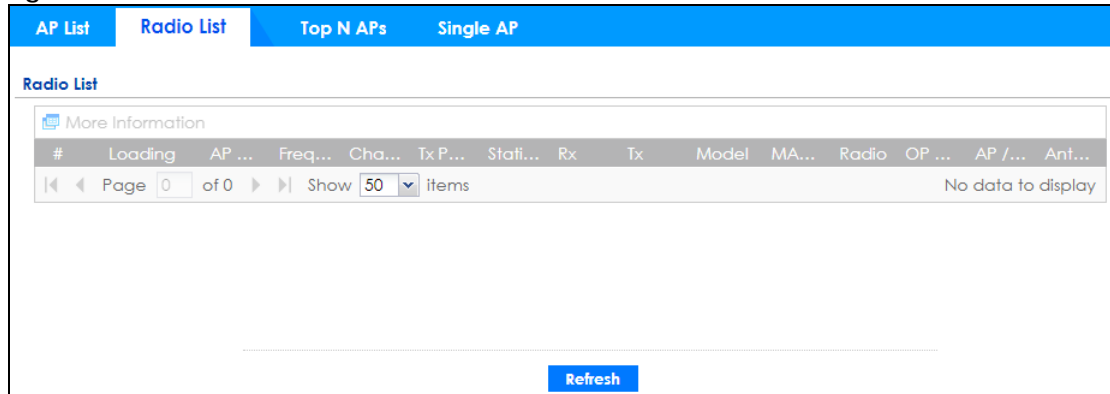 AP List Radio List Top N APs Single AP
Radio List
More Information
# Loading AP ... Freq... Cha... Tx P... Stati... Rx Tx Model MA... Radio OP ... AP /... Ant...
Page 0 of 0 Show 50 items No data to display
Refresh